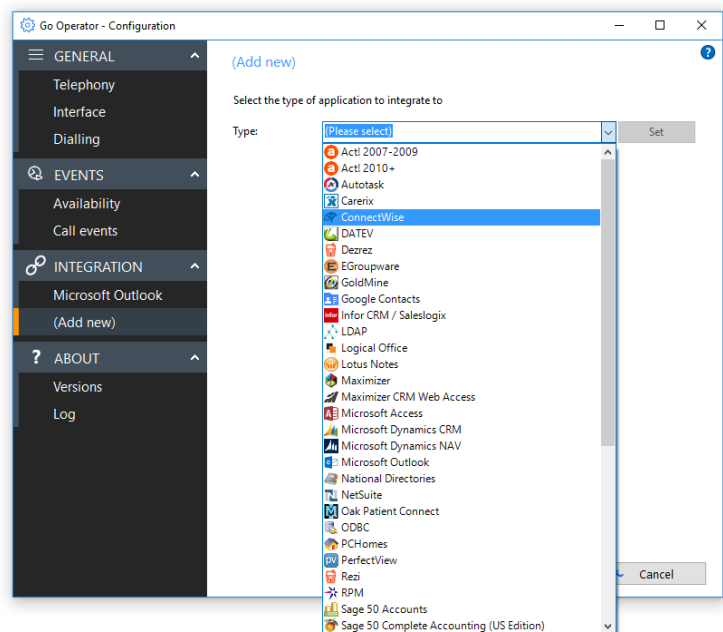 Go Operator - Configuration
GENERAL
Telephony
Interface
Dialling
EVENTS
Availability
Call events
INTEGRATION
Microsoft Outlook
(Add new)
? ABOUT
Versions
Log
?
(Add new)
Select the type of application to integrate to
Type: (Please select) Set
Act! 2007-2009
Act! 2010+
Autotask
Carerix
ConnectWise
DATEV
Dezrez
EGroupware
GoldMine
Google Contacts
infor Infor CRM / Saleslogix
LDAP
Logical Office
Lotus Notes
Maximizer
Maximizer CRM Web Access
Microsoft Access
Microsoft Dynamics CRM
Microsoft Dynamics NAV
Microsoft Outlook
National Directories
NetSuite
Oak Patient Connect
ODBC
PCHomes
PV PerfectView
Rezi
RPM
Sage 50 Accounts
Sage 50 Complete Accounting (US Edition)
Cancel